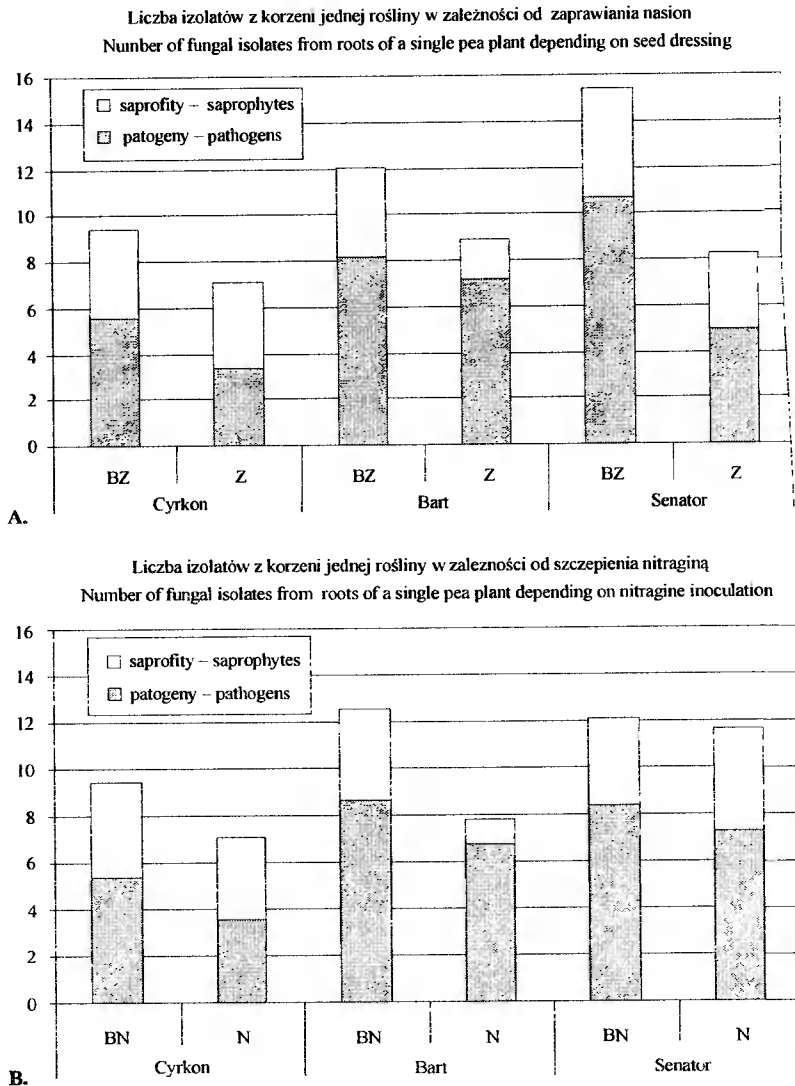 Liczba izolatów z korzeni jednej rośliny w zależności od zaprawiania nasion
Number of fungal isolates from roots of a single pea plant depending on seed dressing
16
14
12
10
8
6
4
2
0
saprofity – saprophytes
patogeny – pathogens
BZ Z BZ Z BZ Z
Cyrkon Bart Senator
A.
Liczba izolatów z korzeni jednej rośliny w zalezności od szczepienia nitraginą
Number of fungal isolates from roots of a single pea plant depending on nitragine inoculation
16
14
12
10
8
6
4
2
0
saprofity – saprophytes
patogeny – pathogens
BN N BN N BN N
Cyrkon Bart Senator
B.